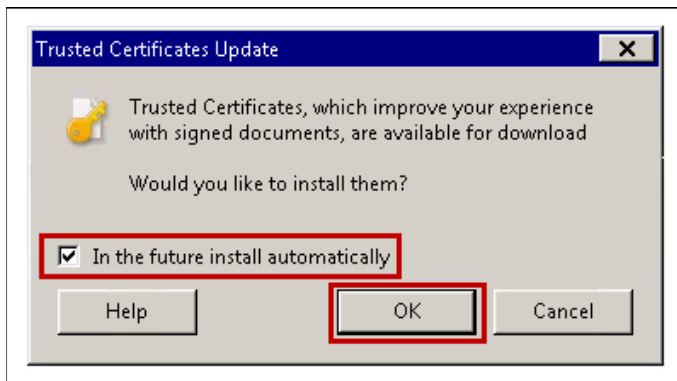 Trusted Certificates Update
Trusted Certificates, which improve your experience
with signed documents, are available for download
Would you like to install them?
In the future install automatically
Help
OK
Cancel